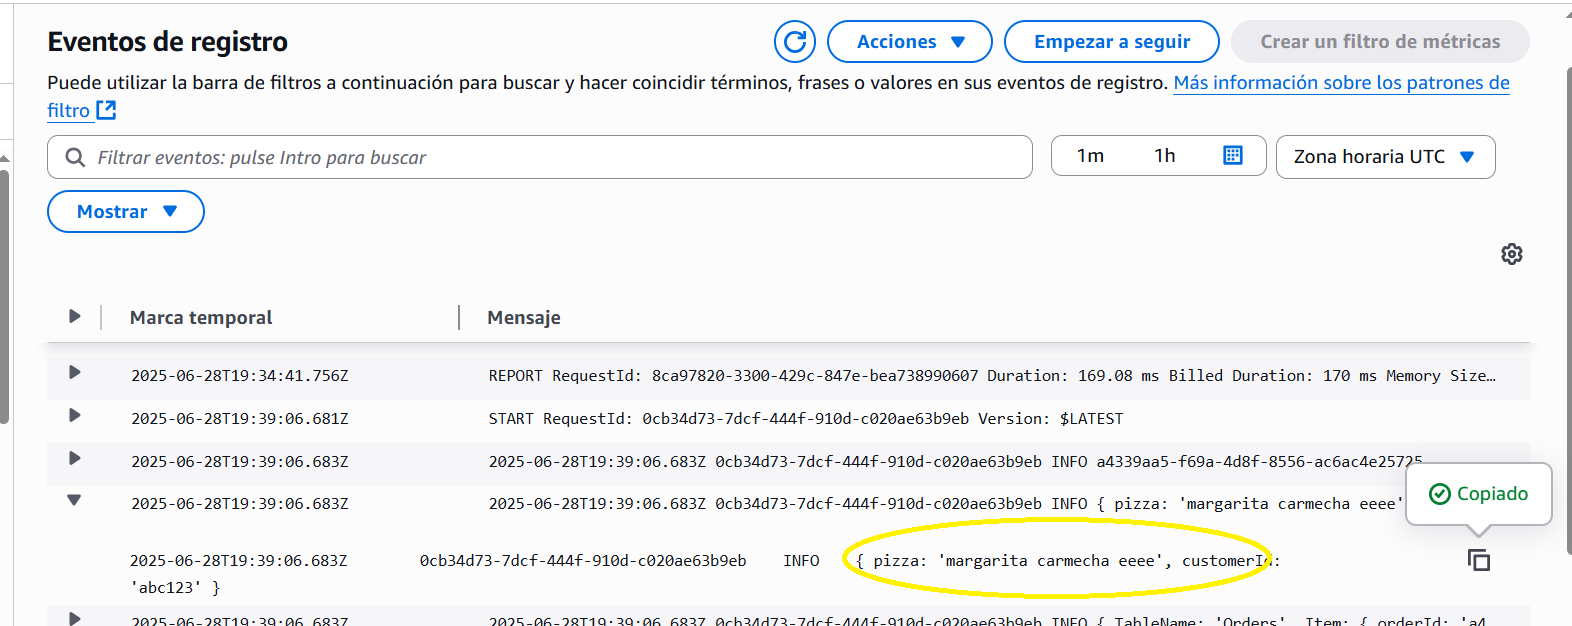 Eventos de registro
Acciones
Empezar a seguir
Crear un filtro de métricas
Puede utilizar la barra de filtros a continuación para buscar y hacer coincidir términos, frases o valores en sus eventos de registro. Más información sobre los patrones de
filtro
Filtrar eventos: pulse Intro para buscar
1m 1h
Zona horaria UTC
Mostrar
Marca temporal Mensaje
2025-06-28T19:34:41.756Z REPORT RequestId: 8ca97820-3300-429c-847e-bea738990607 Duration: 169.08 ms Billed Duration: 170 ms Memory Size…
2025-06-28T19:39:06.681Z START RequestId: 0cb34d73-7dcf-444f-910d-c020ae63b9eb Version: $LATEST
2025-06-28T19:39:06.683Z 2025-06-28T19:39:06.683Z 0cb34d73-7dcf-444f-910d-c020ae63b9eb INFO a4339aa5-f69a-4d8f-8556-ac6ac4e25725
2025-06-28T19:39:06.683Z 2025-06-28T19:39:06.683Z 0cb34d73-7dcf-444f-910d-c020ae63b9eb INFO { pizza: 'margarita carmecha eeee'
Copiado
2025-06-28T19:39:06.683Z 0cb34d73-7dcf-444f-910d-c020ae63b9eb INFO { pizza: 'margarita carmecha eeee', customerId:
'abc123' }
2025-06-28T19:39:06.683Z 2025-06-28T19:39:06.683Z 0cb34d73-7dcf-444f-910d-c020ae63b9eb INFO { TableName: 'Orders', Item: { orderId: 'a4